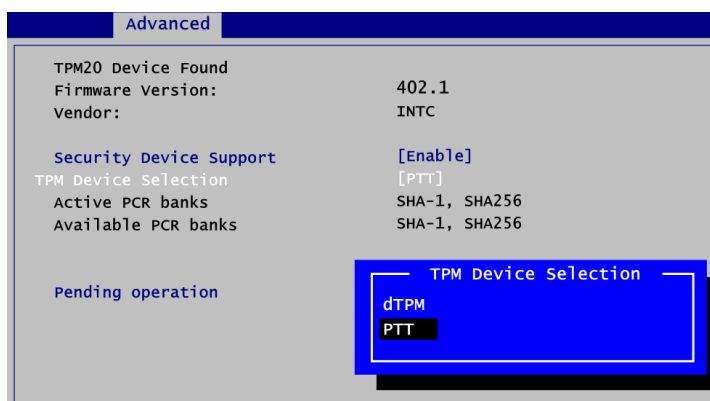 Advanced
TPM20 Device Found
Firmware Version: 402.1
Vendor: INTC
Security Device Support [Enable]
TPM Device Selection [PTT]
Active PCR banks SHA-1, SHA256
Available PCR banks SHA-1, SHA256
Pending operation
TPM Device Selection
dTPM
PTT